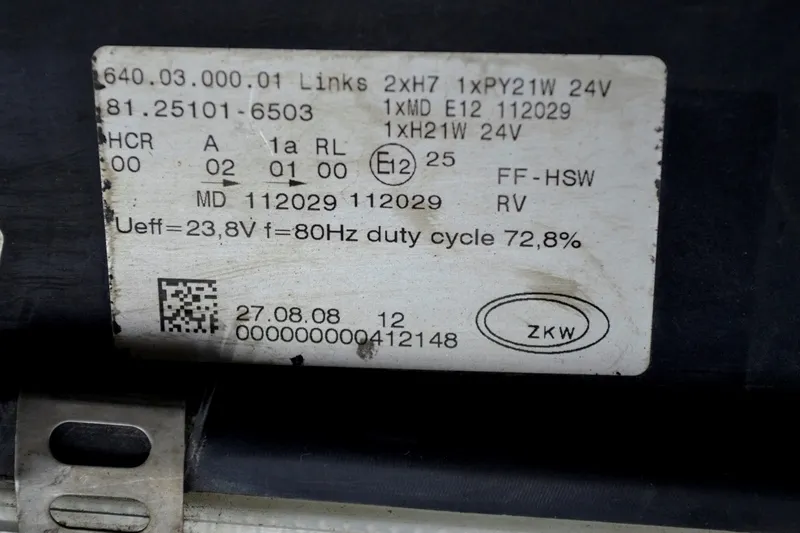 640.03.000.01 Links 2xH7 1xPY21W 24V
81.25101-6503 1xMD E12 112029
1xH21W 24V
HCR A 1a RL E12 25
00 02 01 00 FF-HSW
MD 112029 112029 RV
Ueff=23,8V f=80Hz duty cycle 72,8%
27.08.08 12
000000000412148
ZKW